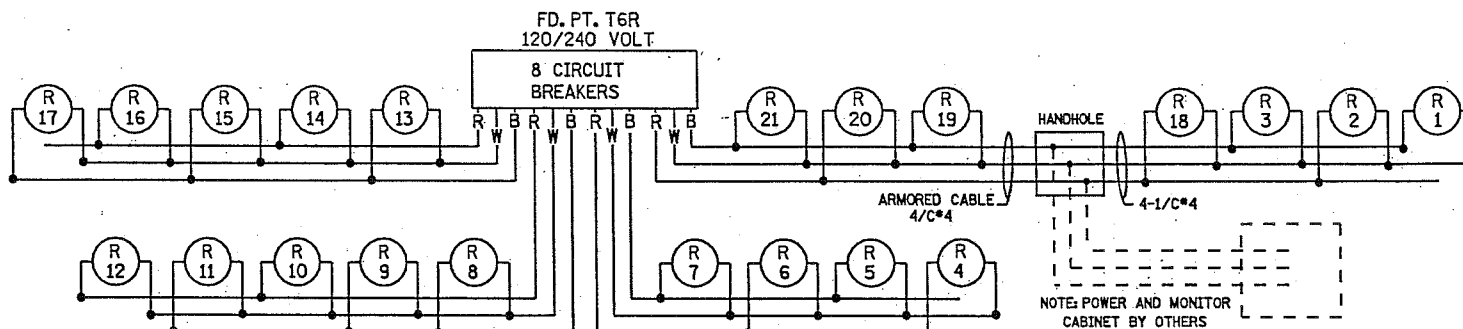 FD. PT. T6R
120/240 VOLT
8 CIRCUIT
BREAKERS
R W B R W B R W B R W B
R 17
R 16
R 15
R 14
R 13
R 21
R 20
R 19
HANDHOLE
R 18
R 3
R 2
R 1
ARMORED CABLE
4/C#4
4-1/C#4
R 12
R 11
R 10
R 9
R 8
R 7
R 6
R 5
R 4
NOTE: POWER AND MONITOR
CABINET BY OTHERS